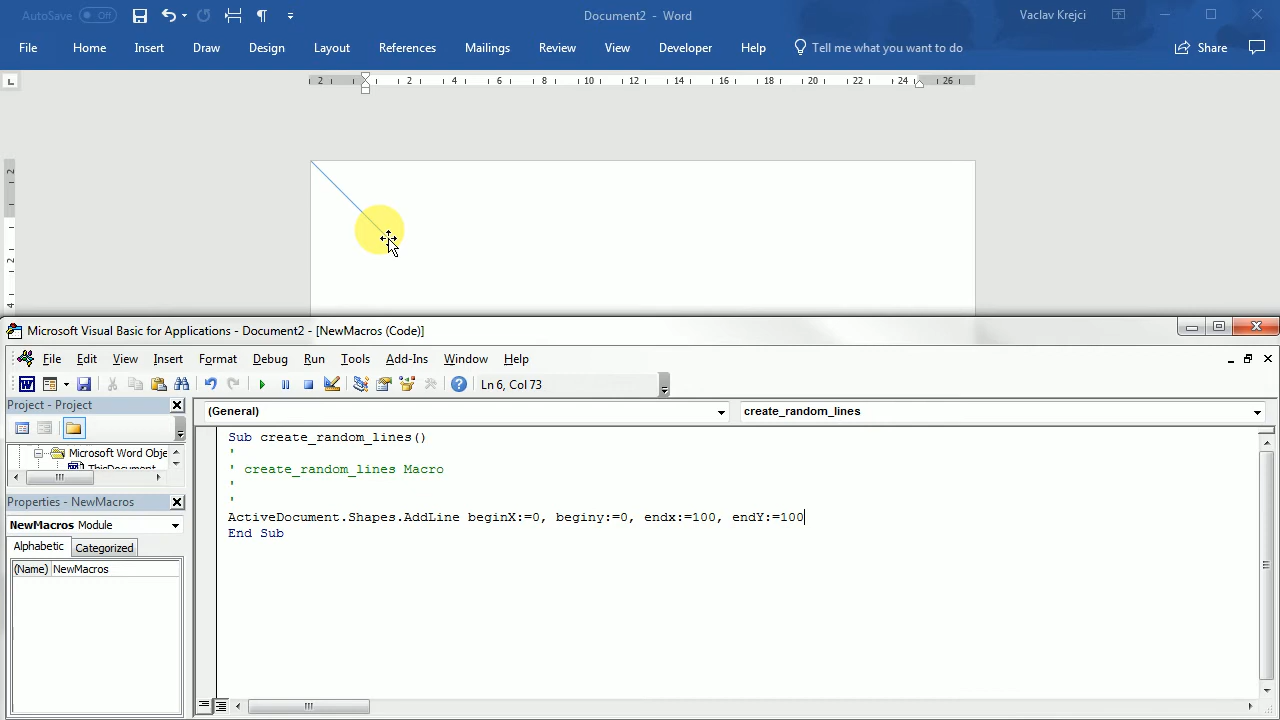 AutoSave Off Document2 - Word Vaclav Krejci
File Home Insert Draw Design Layout References Mailings Review View Developer Help Tell me what you want to do Share
2 2 4 6 8 10 12 14 16 18 20 22 24 26
2
2
4
Microsoft Visual Basic for Applications - Document2 - [NewMacros (Code)]
File Edit View Insert Format Debug Run Tools Add-Ins Window Help
Ln 6, Col 73
Project - Project
(General) create_random_lines
Microsoft Word Obje
ThisDocument
Properties - NewMacros
NewMacros Module
Alphabetic Categorized
(Name) NewMacros
Sub create_random_lines()
'
' create_random_lines Macro
'
'
ActiveDocument.Shapes.AddLine beginX:=0, beginy:=0, endx:=100, endY:=100
End Sub